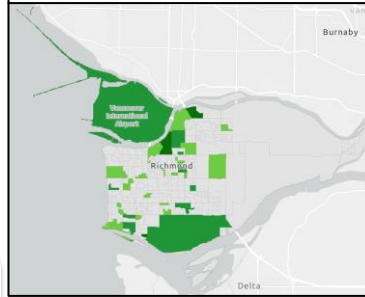 Burnaby
Vancouver
International
Airport
Richmond
Delta